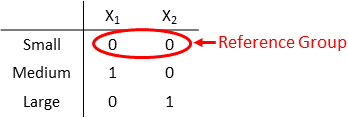 X₁ X₂
Small 0 0 Reference Group
Medium 1 0
Large 0 1